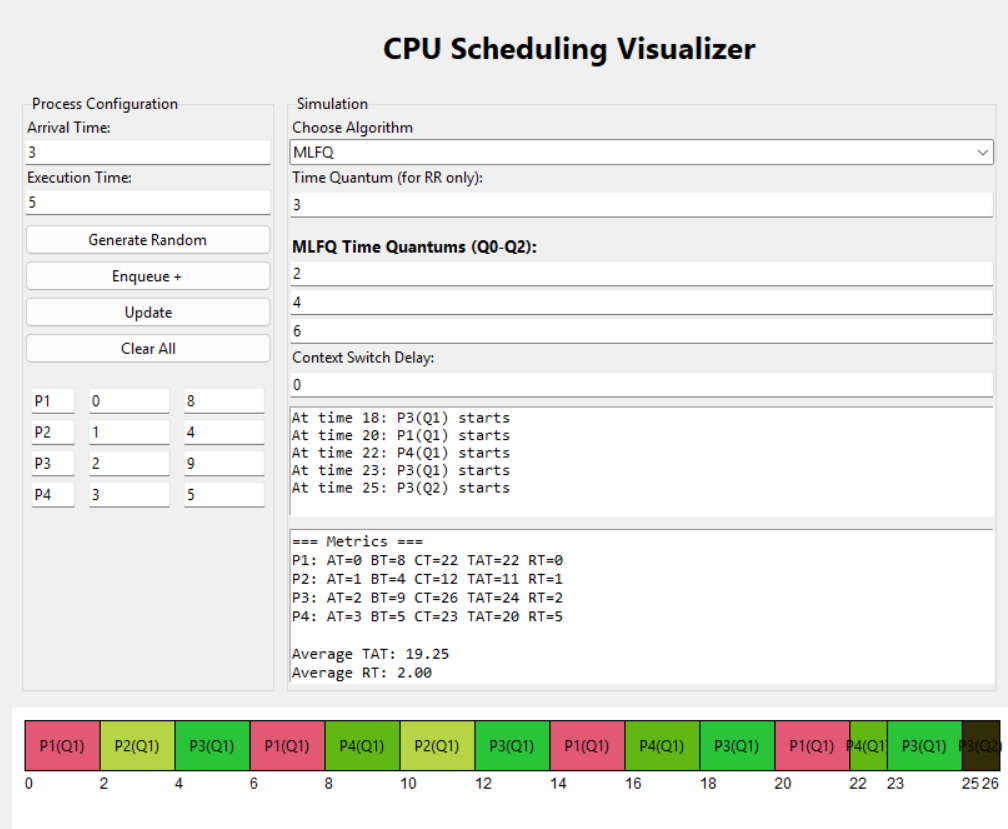 CPU Scheduling Visualizer
Process Configuration
Arrival Time:
3
Execution Time:
5
Generate Random
Enqueue +
Update
Clear All
P1 0 8
P2 1 4
P3 2 9
P4 3 5
Simulation
Choose Algorithm
MLFQ
Time Quantum (for RR only):
3
MLFQ Time Quantums (Q0-Q2):
2
4
6
Context Switch Delay:
0
At time 18: P3(Q1) starts
At time 20: P1(Q1) starts
At time 22: P4(Q1) starts
At time 23: P3(Q1) starts
At time 25: P3(Q2) starts
=== Metrics ===
P1: AT=0 BT=8 CT=22 TAT=22 RT=0
P2: AT=1 BT=4 CT=12 TAT=11 RT=1
P3: AT=2 BT=9 CT=26 TAT=24 RT=2
P4: AT=3 BT=5 CT=23 TAT=20 RT=5
Average TAT: 19.25
Average RT: 2.00
P1(Q1) P2(Q1) P3(Q1) P1(Q1) P4(Q1) P2(Q1) P3(Q1) P1(Q1) P4(Q1) P3(Q1) P1(Q1) P4(Q1) P3(Q1) P3(Q2)
0 2 4 6 8 10 12 14 16 18 20 22 23 25 26